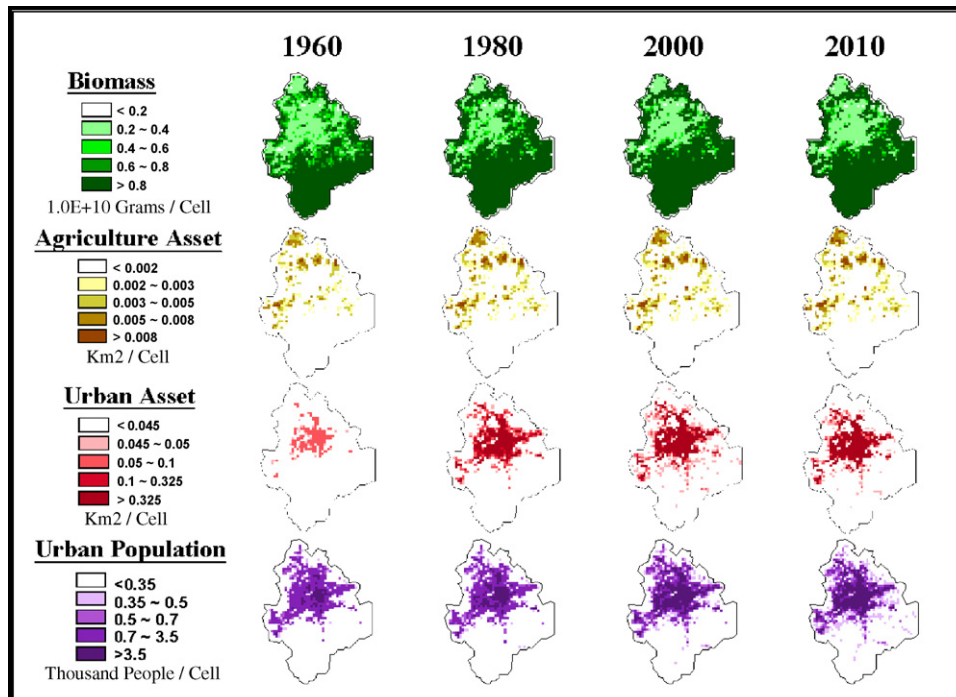 1960 1980 2000 2010
Biomass
< 0.2
0.2 ~ 0.4
0.4 ~ 0.6
0.6 ~ 0.8
> 0.8
1.0E+10 Grams / Cell
Agriculture Asset
< 0.002
0.002 ~ 0.003
0.003 ~ 0.005
0.005 ~ 0.008
> 0.008
Km2 / Cell
Urban Asset
< 0.045
0.045 ~ 0.05
0.05 ~ 0.1
0.1 ~ 0.325
> 0.325
Km2 / Cell
Urban Population
<0.35
0.35 ~ 0.5
0.5 ~ 0.7
0.7 ~ 3.5
>3.5
Thousand People / Cell